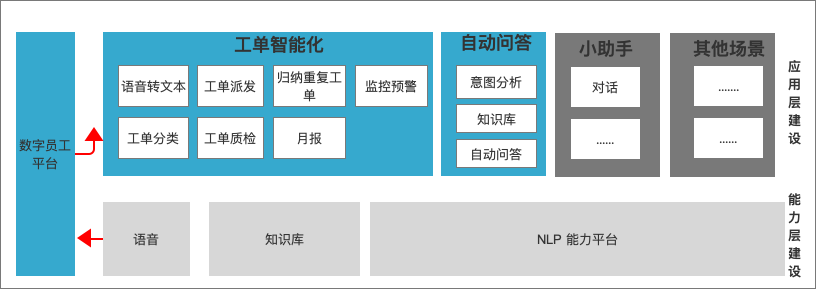 工单智能化
自动问答
小助手
其他场景
语音转文本
工单派发
归纳重复工
单
监控预警
意图分析
对话
.......
知识库
工单分类
工单质检
月报
自动问答
......
......
应
用
层
建
设
数字员工
平台
语音
知识库
NLP 能力平台
能
力
层
建
设